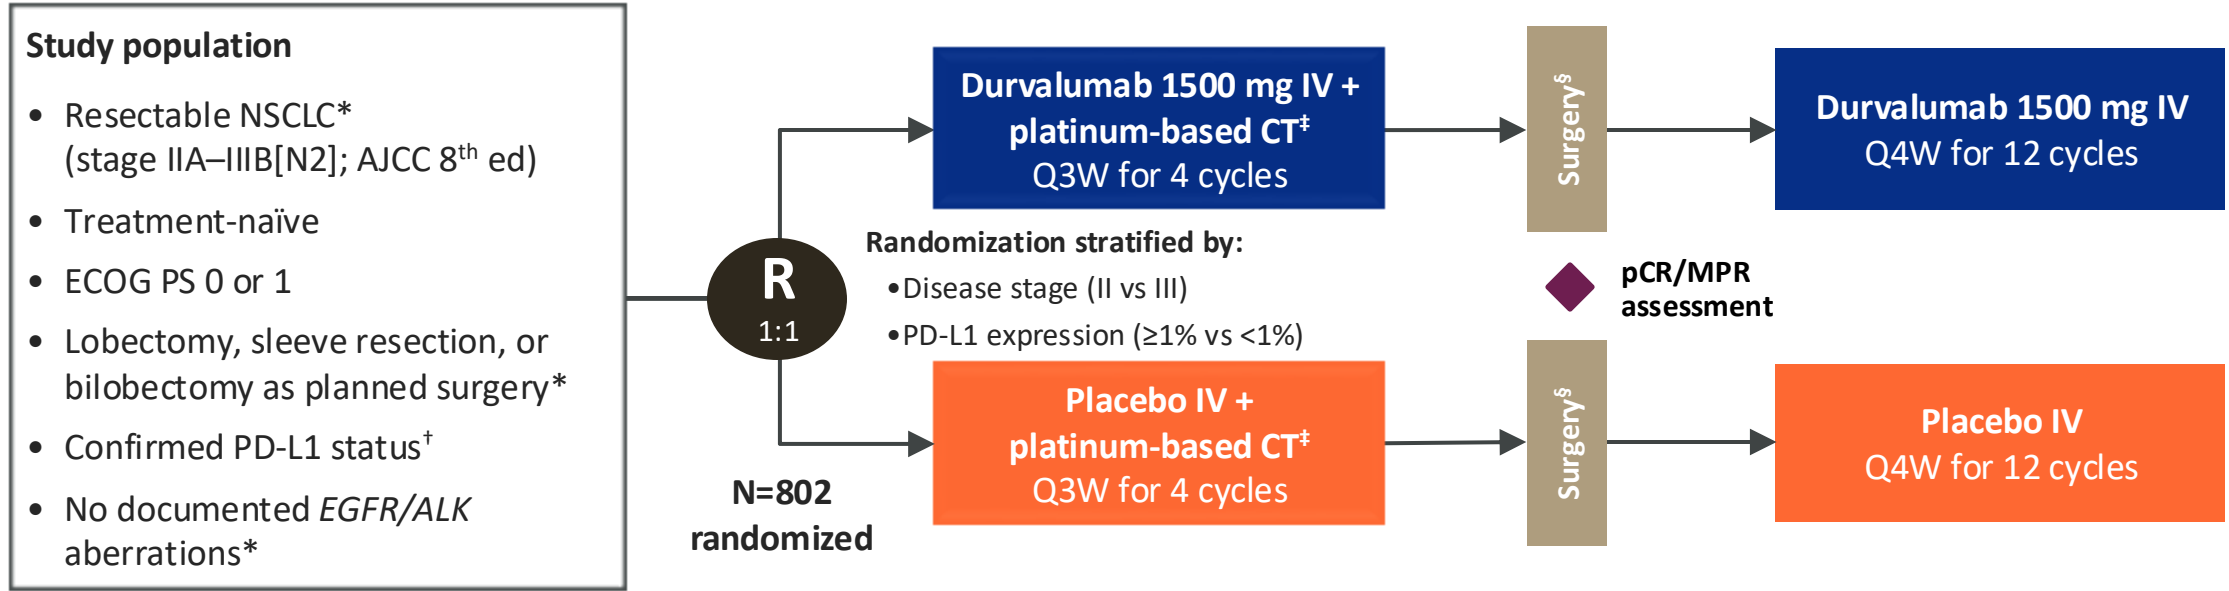 Study population
• Resectable NSCLC*
(stage IIA–IIIB[N2]; AJCC 8th ed)
• Treatment-naïve
• ECOG PS 0 or 1
• Lobectomy, sleeve resection, or
bilobectomy as planned surgery*
• Confirmed PD-L1 status†
• No documented EGFR/ALK
aberrations*
R
1:1
N=802
randomized
Durvalumab 1500 mg IV +
platinum-based CT‡
Q3W for 4 cycles
Randomization stratified by:
•Disease stage (II vs III)
•PD-L1 expression (≥1% vs <1%)
Placebo IV +
platinum-based CT‡
Q3W for 4 cycles
Surgery§
pCR/MPR
assessment
Surgery§
Durvalumab 1500 mg IV
Q4W for 12 cycles
Placebo IV
Q4W for 12 cycles